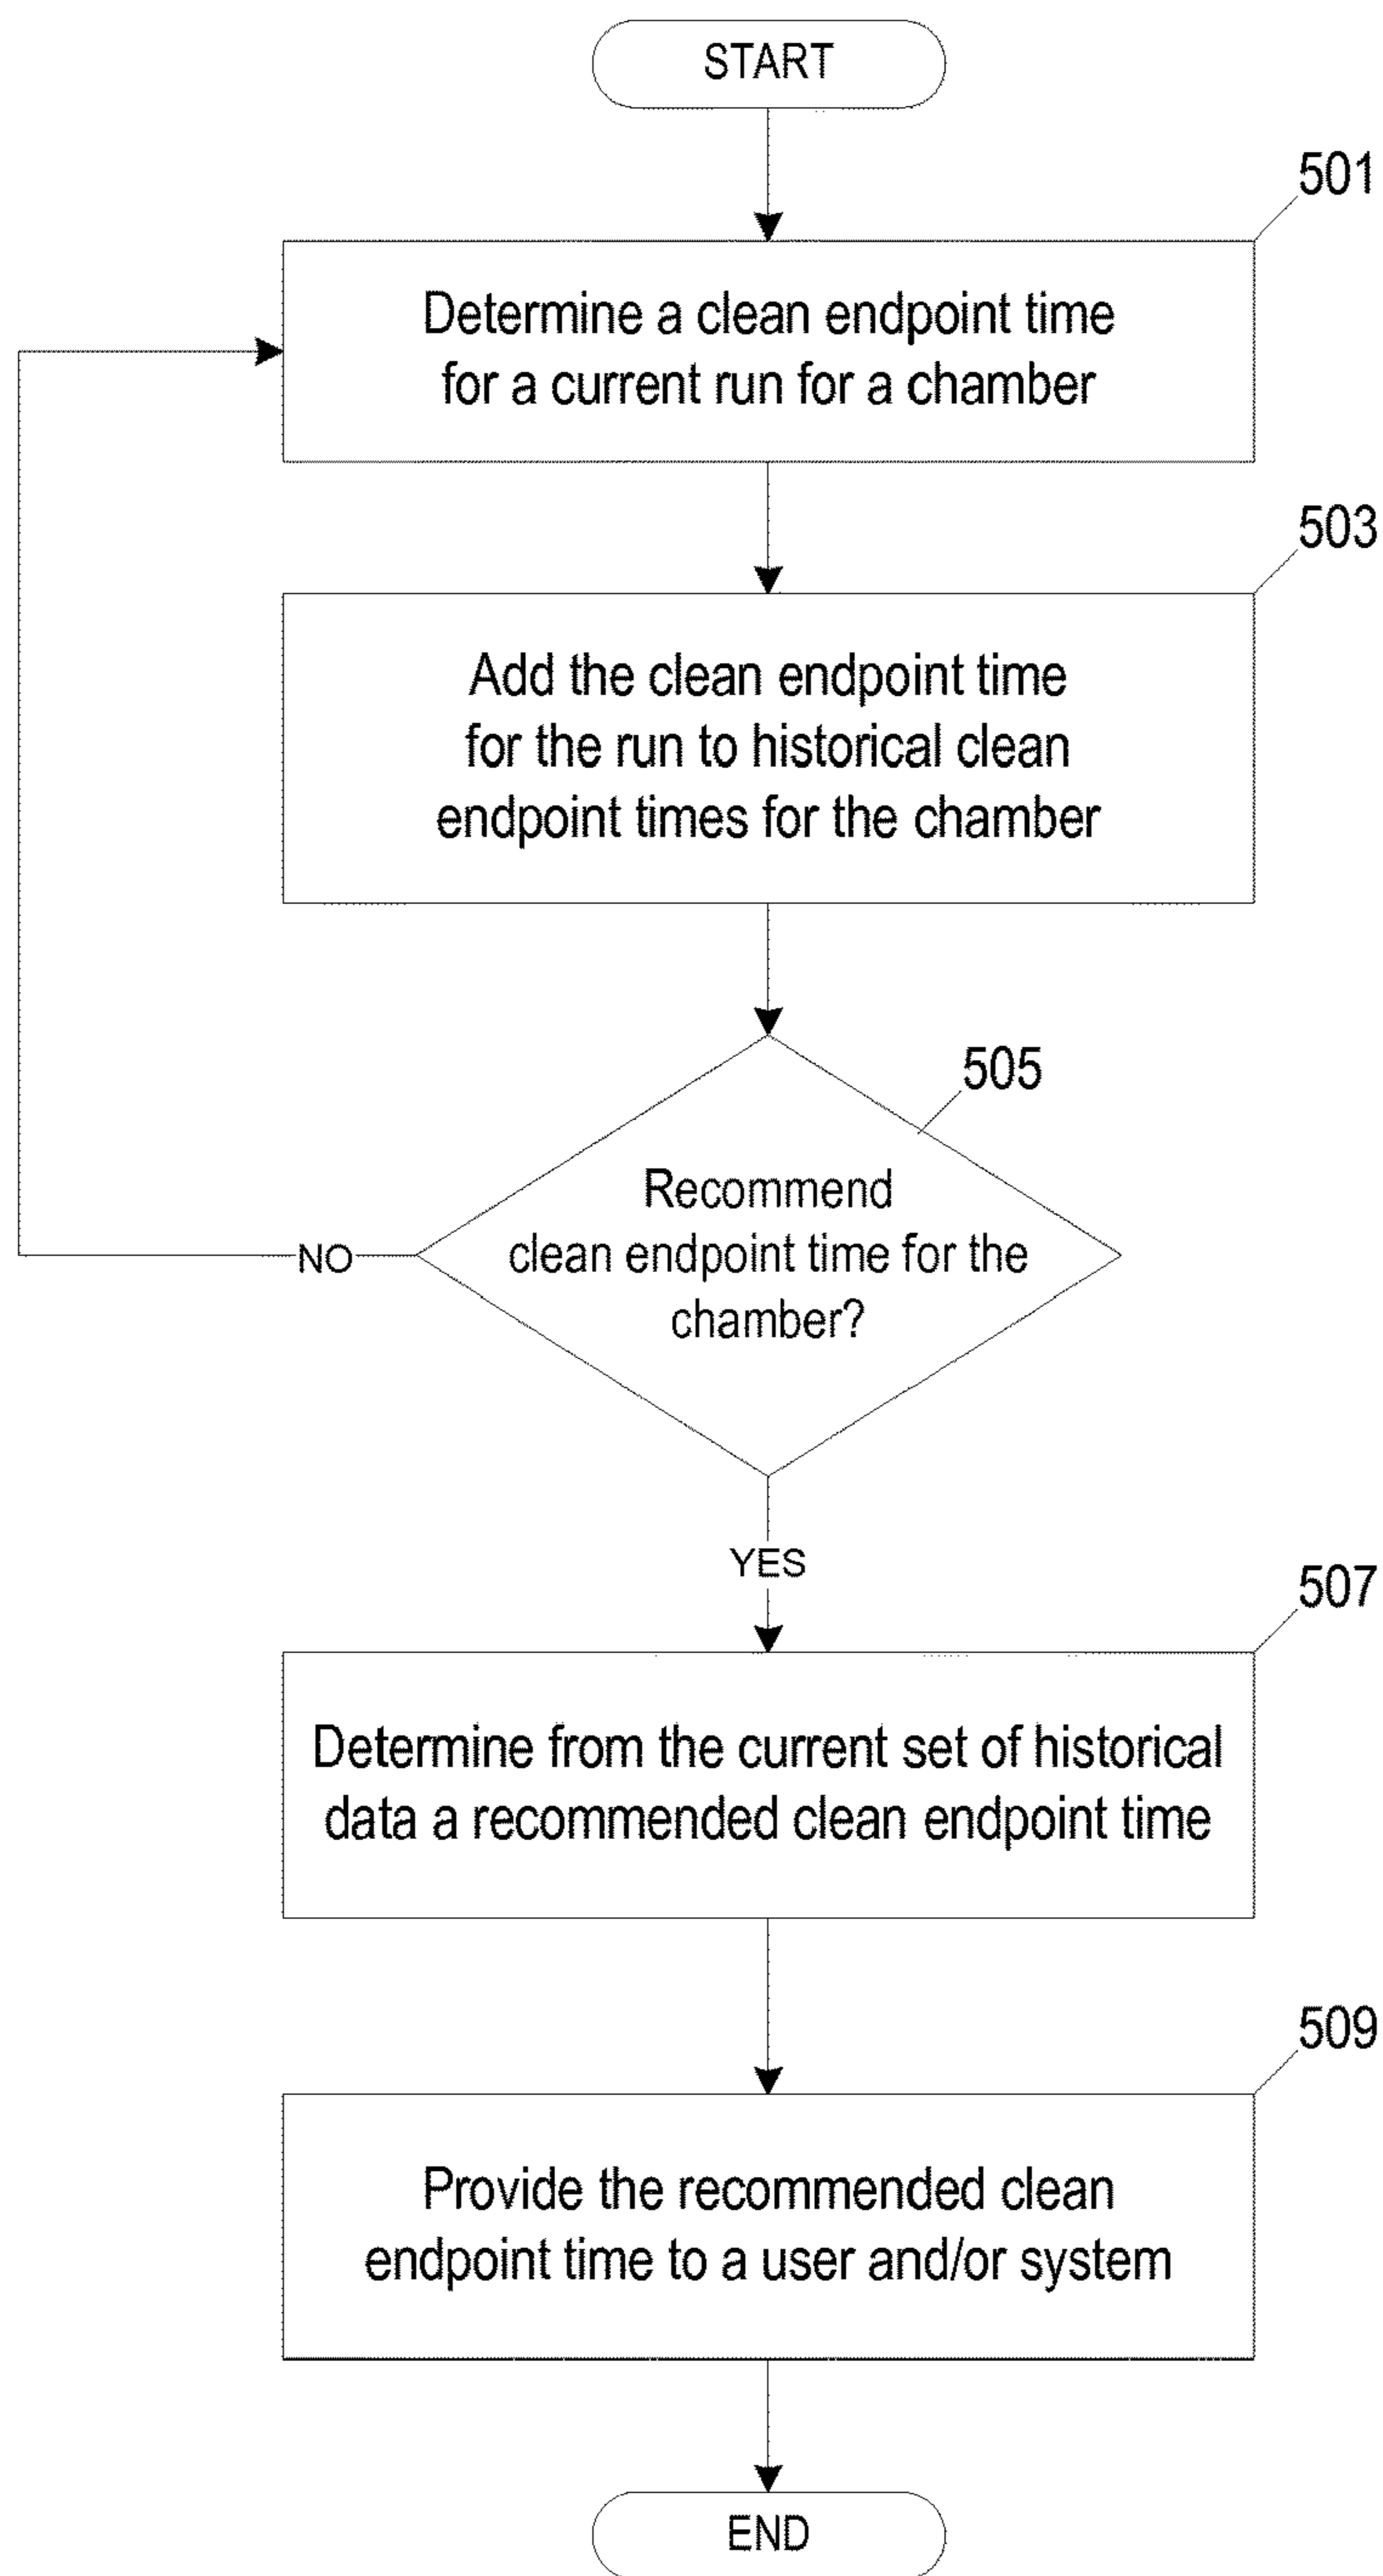 START
501
Determine a clean endpoint time
for a current run for a chamber
503
Add the clean endpoint time
for the run to historical clean
endpoint times for the chamber
505
Recommend
clean endpoint time for the
chamber?
NO
YES
507
Determine from the current set of historical
data a recommended clean endpoint time
509
Provide the recommended clean
endpoint time to a user and/or system
END